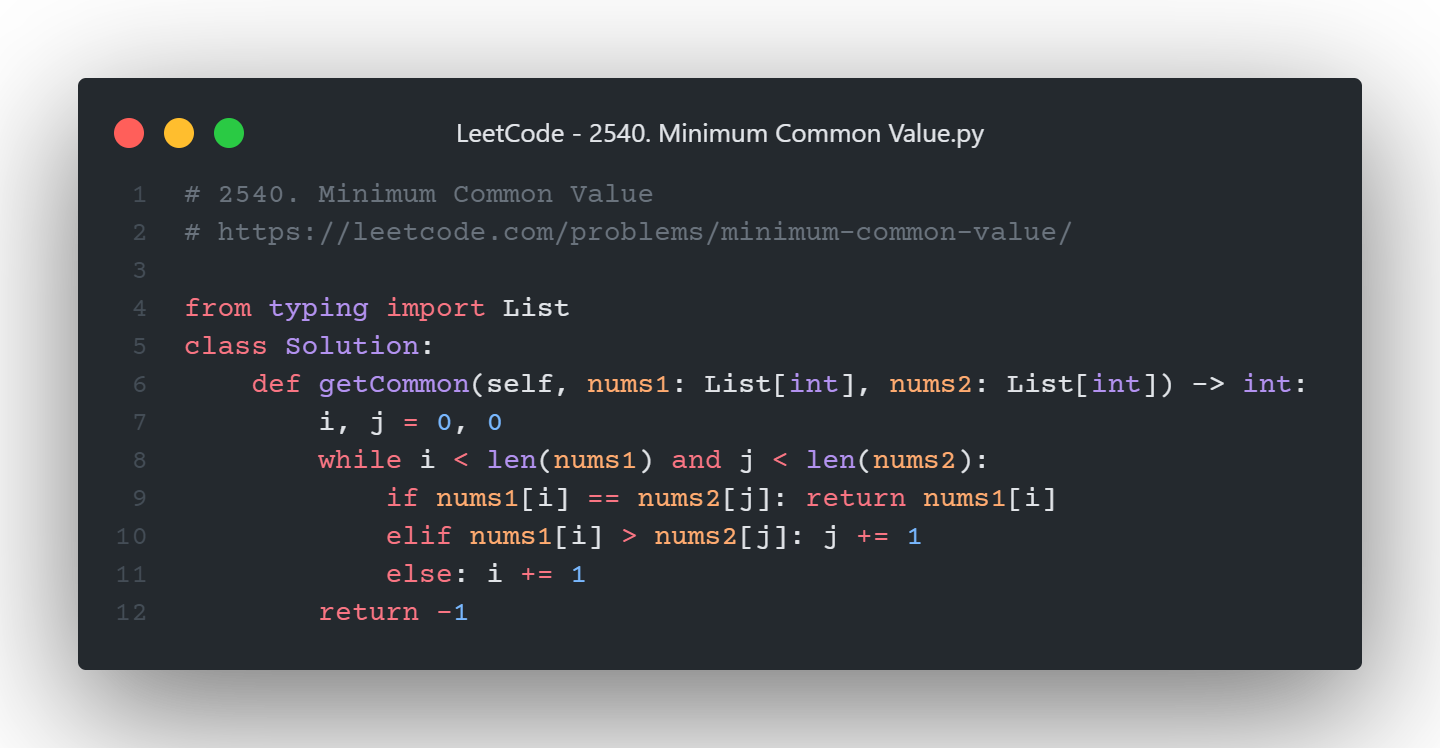 LeetCode - 2540. Minimum Common Value.py
1 # 2540. Minimum Common Value
2 # https://leetcode.com/problems/minimum-common-value/
3
4 from typing import List
5 class Solution:
6     def getCommon(self, nums1: List[int], nums2: List[int]) -> int:
7         i, j = 0, 0
8         while i < len(nums1) and j < len(nums2):
9             if nums1[i] == nums2[j]: return nums1[i]
10             elif nums1[i] > nums2[j]: j += 1
11             else: i += 1
12         return -1